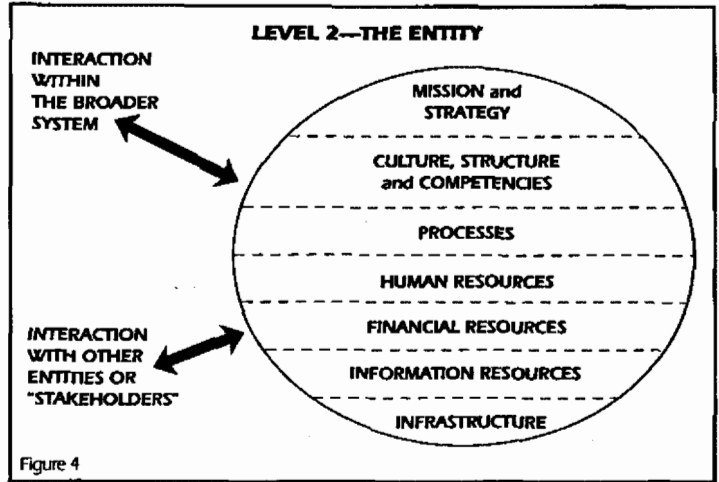 LEVEL 2—THE ENTITY
INTERACTION
WITHIN
THE BROADER
SYSTEM
MISSION and
STRATEGY
CULTURE, STRUCTURE
and COMPETENCIES
PROCESSES
HUMAN RESOURCES
FINANCIAL RESOURCES
INFORMATION RESOURCES
INFRASTRUCTURE
INTERACTION
WITH OTHER
ENTITIES OR
"STAKEHOLDERS"
Figure 4